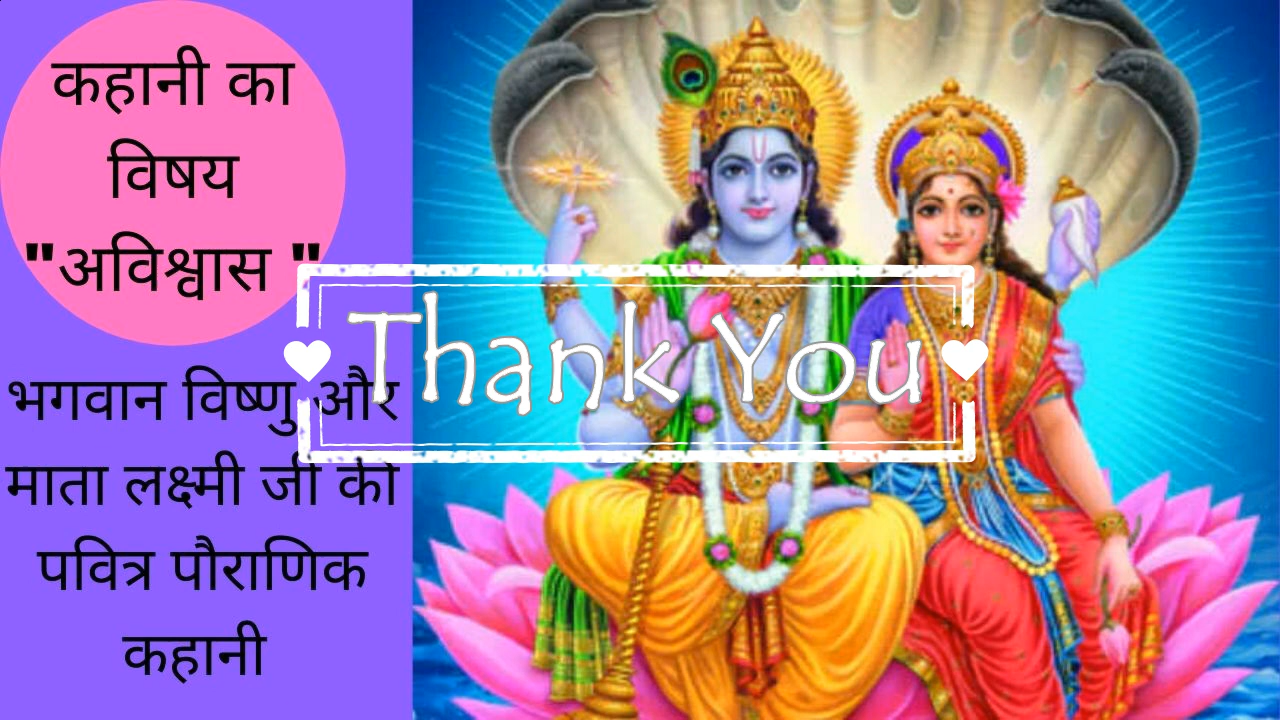 कहानी का
विषय
"अविश्वास "
Thank You
भगवान विष्णु और
माता लक्ष्मी जी की
पवित्र पौराणिक
कहानी